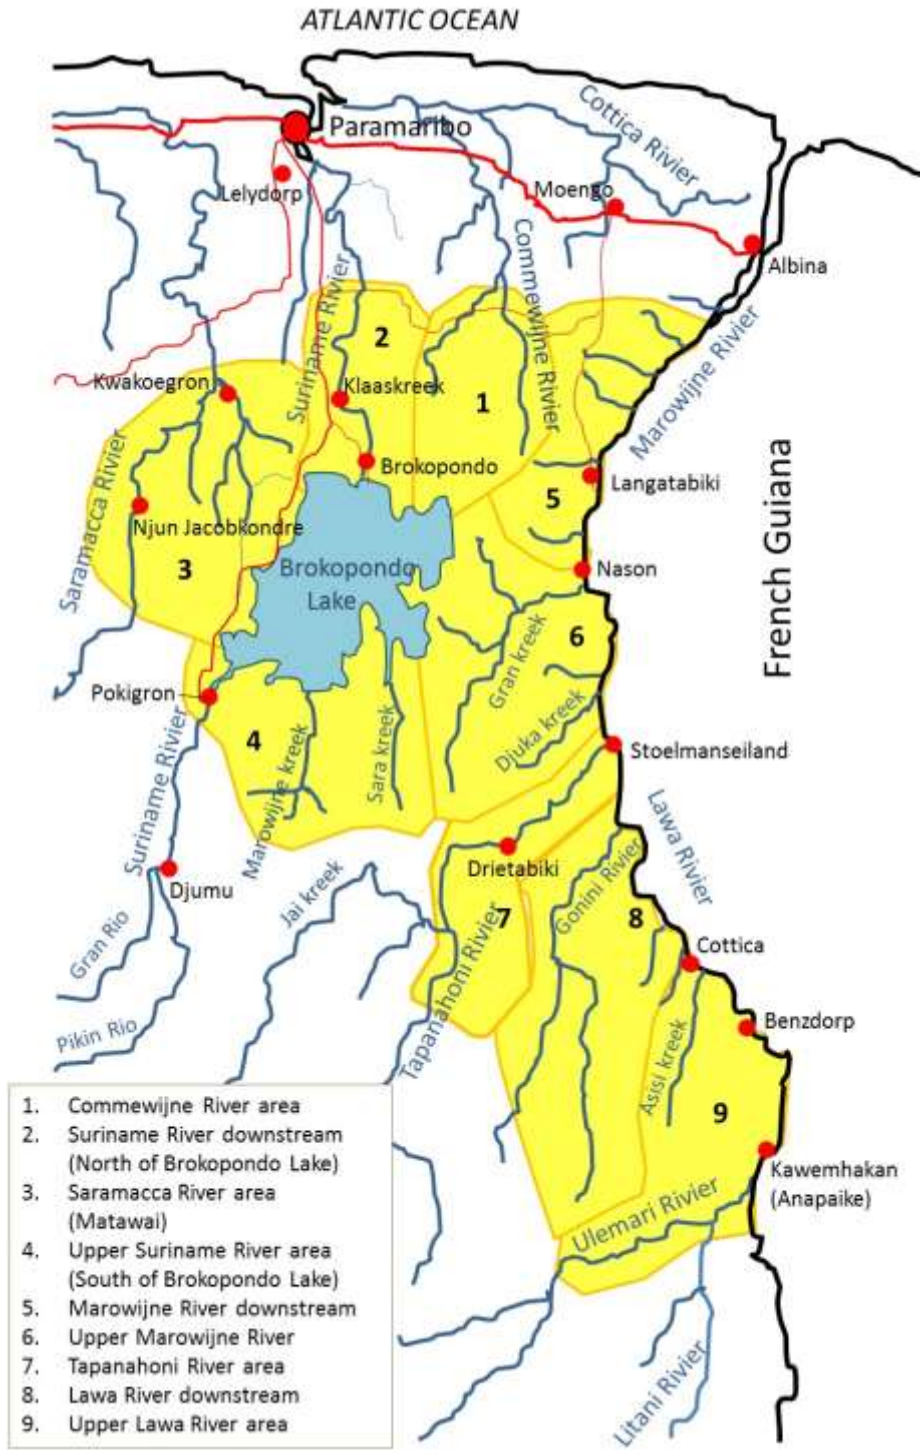 ATLANTIC OCEAN
Cottica Rivier
Paramaribo
Lelydorp
Moengo
Albina
Commewijne Rivier
Suriname Rivier
Marowijne Rivier
2
Kwakoegron
Klaaskreek
1
Brokopondo
Langatabiki
5
Saramacca Rivier
Njun Jacobkondre
French Guiana
3
Brokopondo
Lake
Nason
6
Gran kreek
Pokigron
4
Djuka kreek
Sara kreek
Marowijne kreek
Stoelmanseiland
Suriname Rivier
Lawa Rivier
Drietabiki
Djumu
Jai kreek
Gonini Rivier
7
8
Gran Rio
Tapanahoni Rivier
Cottica
Pikin Rio
Benzdorp
Asisi kreek
9
Kawemhakan
(Anapaike)
Ulemari Rivier
Litani Rivier
1. Commewijne River area
2. Suriname River downstream
(North of Brokopondo Lake)
3. Saramacca River area
(Matawai)
4. Upper Suriname River area
(South of Brokopondo Lake)
5. Marowijne River downstream
6. Upper Marowijne River
7. Tapanahoni River area
8. Lawa River downstream
9. Upper Lawa River area